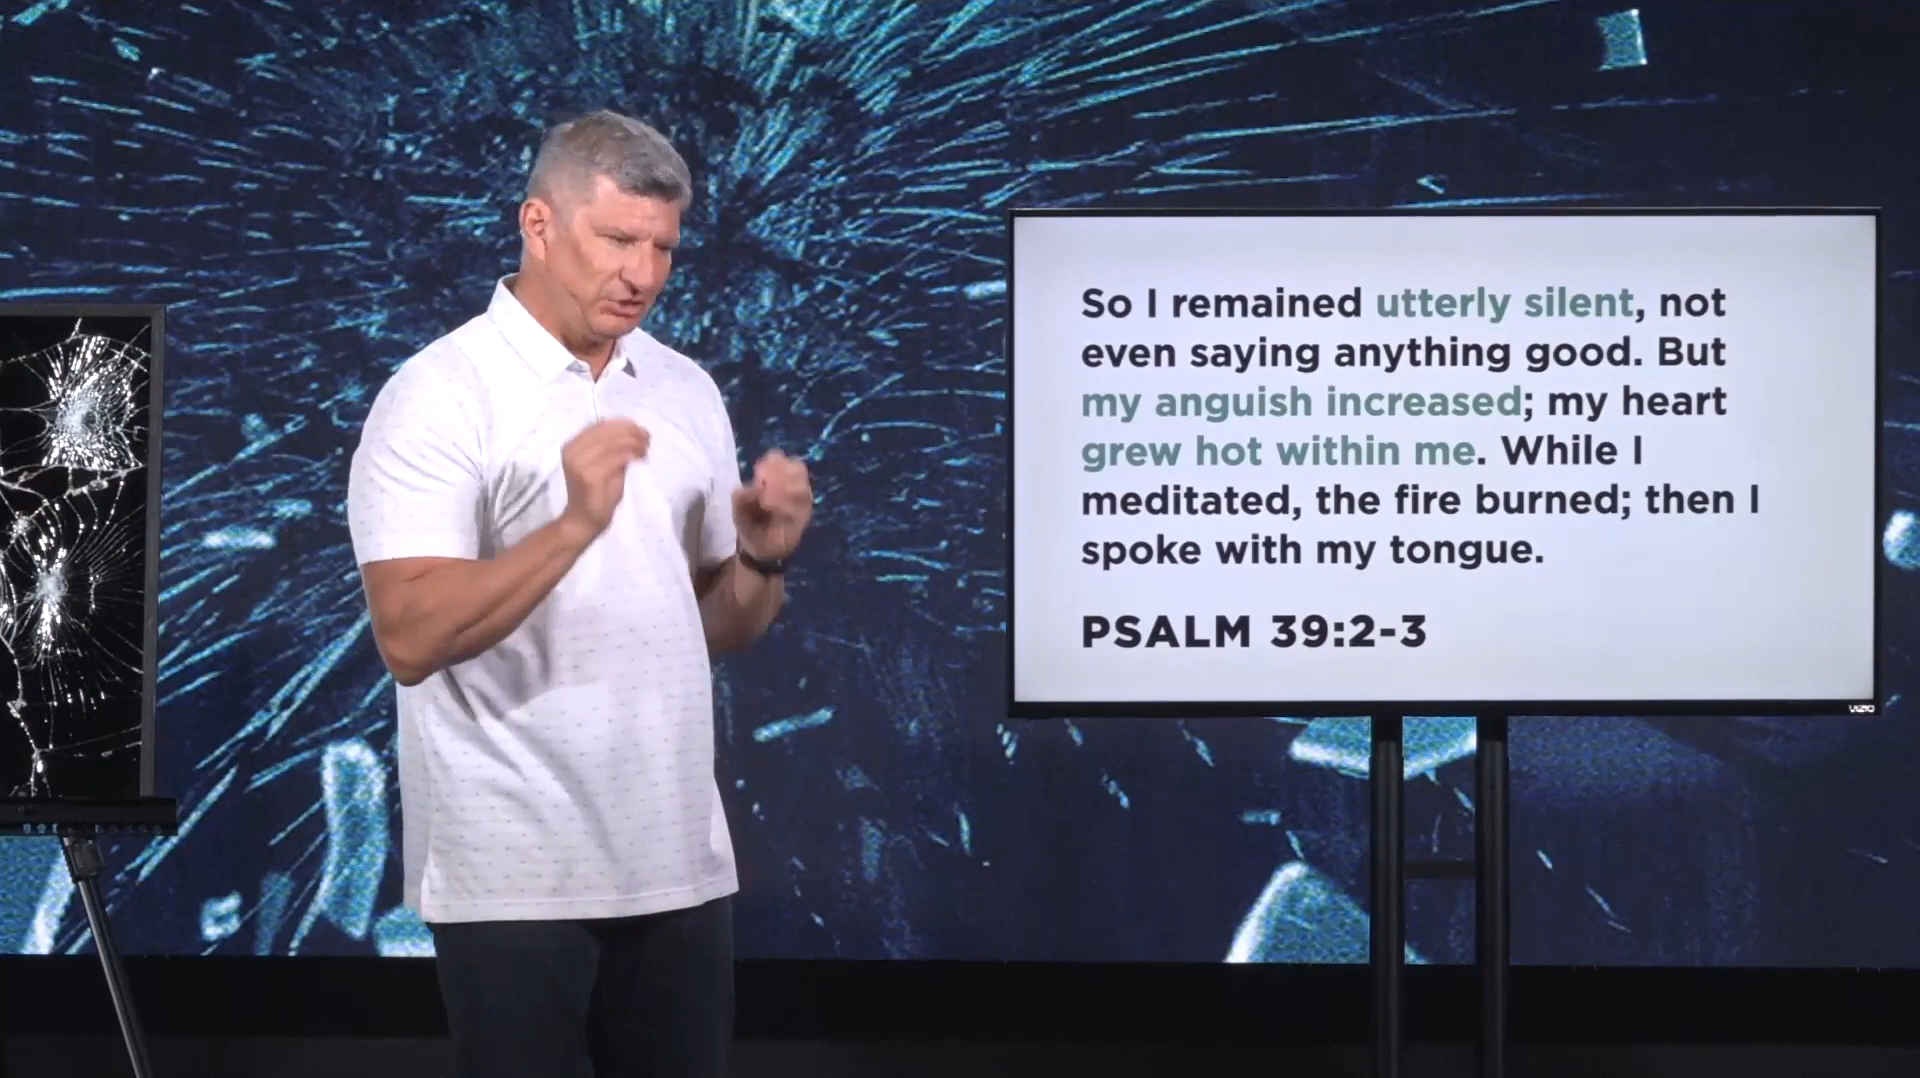 So I remained utterly silent, not
even saying anything good. But
my anguish increased; my heart
grew hot within me. While I
meditated, the fire burned; then I
spoke with my tongue.
PSALM 39:2-3
VIZIO